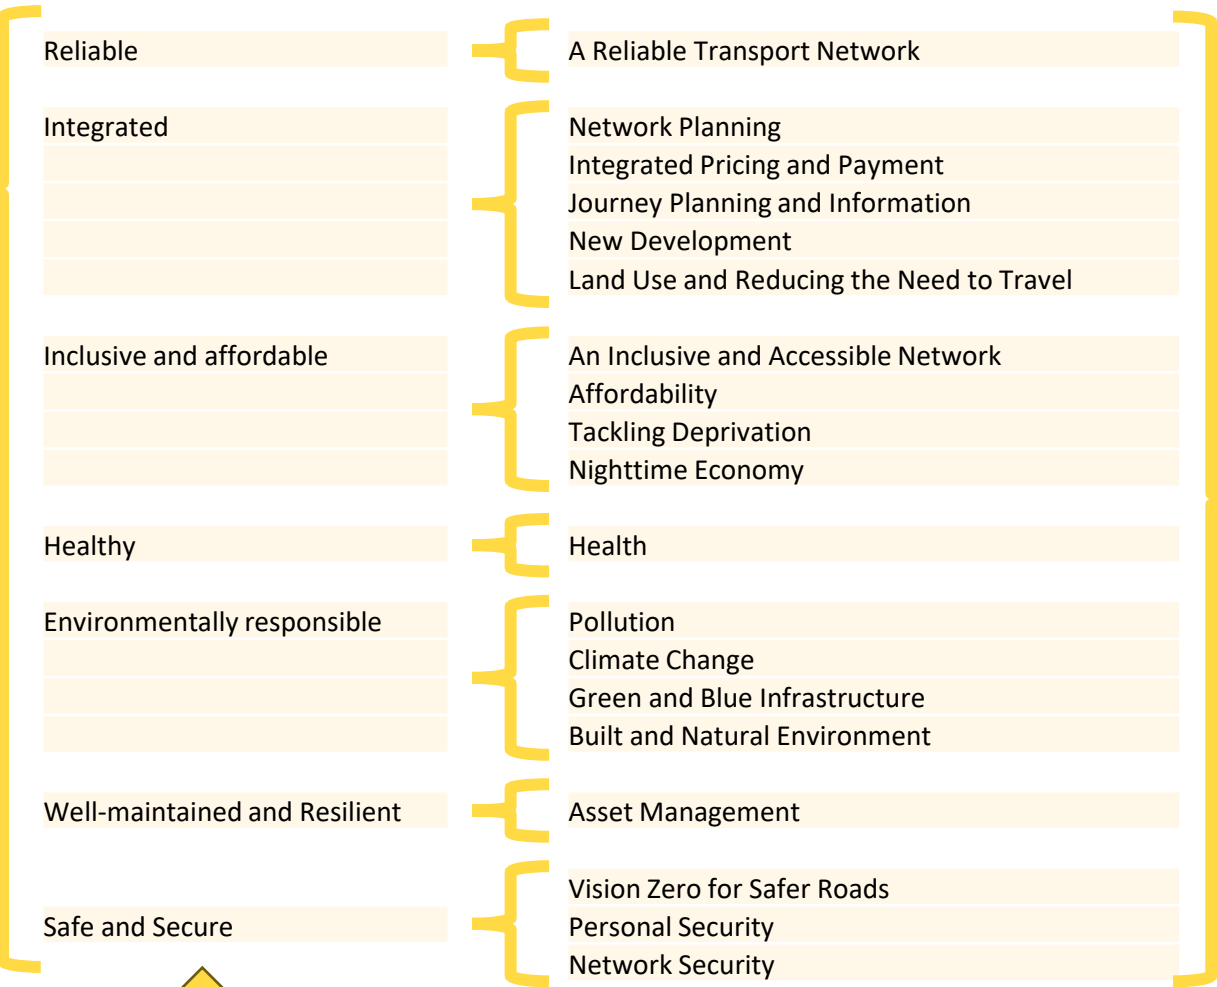 Reliable
A Reliable Transport Network
Integrated
Network Planning
Integrated Pricing and Payment
Journey Planning and Information
New Development
Land Use and Reducing the Need to Travel
Inclusive and affordable
An Inclusive and Accessible Network
Affordability
Tackling Deprivation
Nighttime Economy
Healthy
Health
Environmentally responsible
Pollution
Climate Change
Green and Blue Infrastructure
Built and Natural Environment
Well-maintained and Resilient
Asset Management
Safe and Secure
Vision Zero for Safer Roads
Personal Security
Network Security